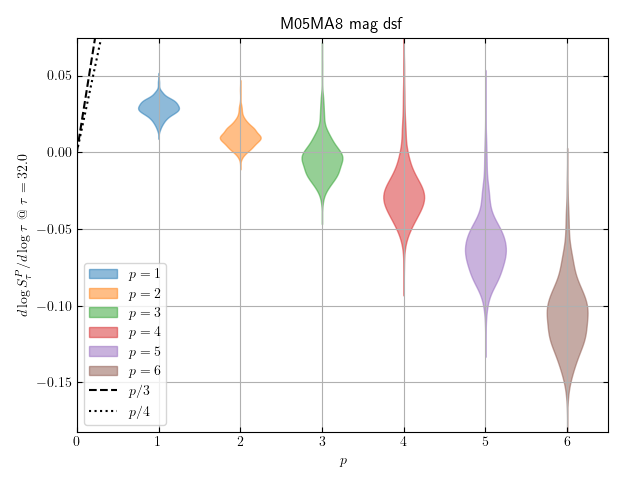 M05MA8 mag dsf
d log S_τ^P / d log τ @ τ = 32.0
0.05
0.00
−0.05
−0.10
−0.15
p = 1
p = 2
p = 3
p = 4
p = 5
p = 6
p/3
p/4
0 1 2 3 4 5 6
p